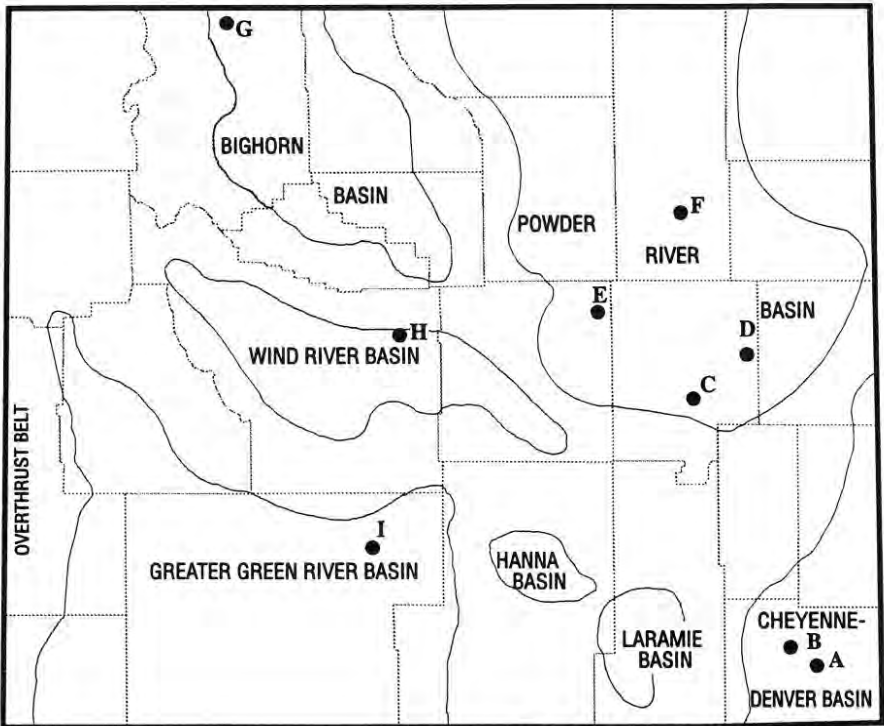 G
BIGHORN
BASIN
F
POWDER
RIVER
E
BASIN
H
D
WIND RIVER BASIN
C
OVERTHRUST BELT
I
GREATER GREEN RIVER BASIN
HANNA
BASIN
LARAMIE
BASIN
CHEYENNE-
B
A
DENVER BASIN